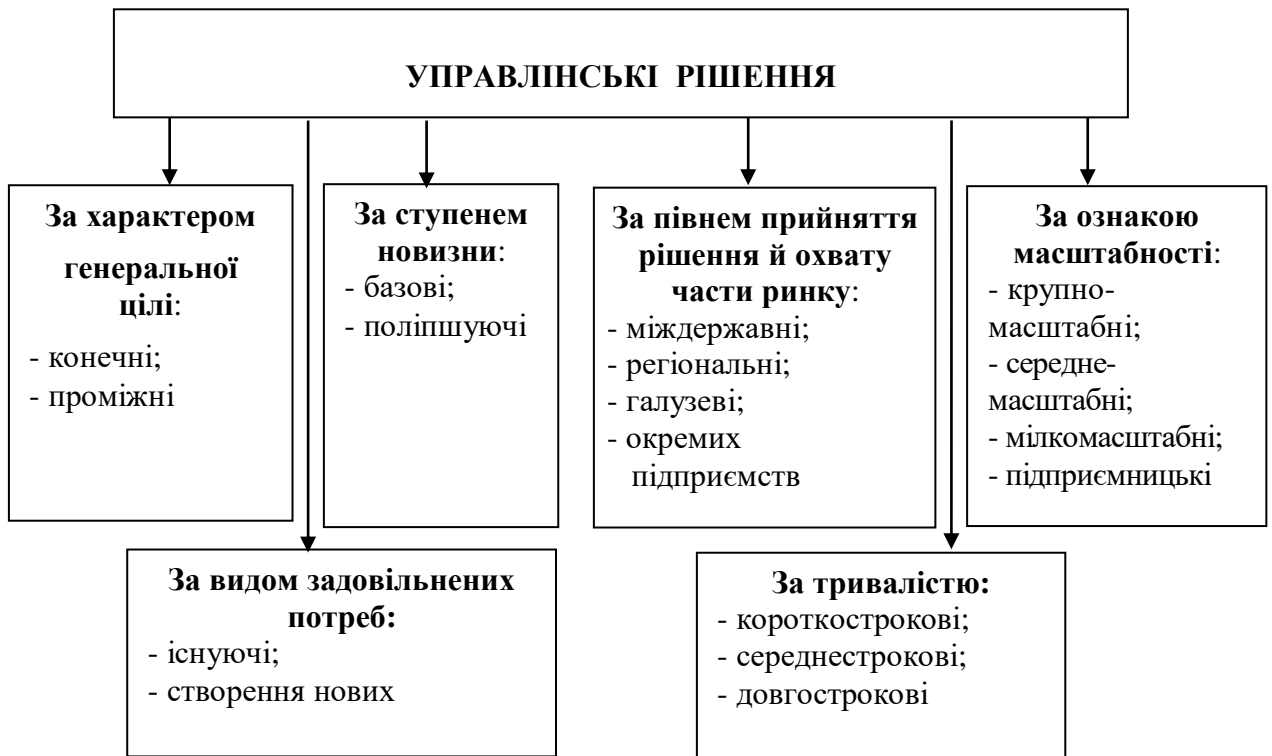 УПРАВЛІНСЬКІ РІШЕННЯ
За характером
генеральної
цілі:
- конечні;
- проміжні
За ступенем
новизни:
- базові;
- поліпшуючі
За півнем прийняття
рішення й охвату
части ринку:
- міждержавні;
- регіональні;
- галузеві;
- окремих
підприємств
За ознакою
масштабності:
- крупно-
масштабні;
- середне-
масштабні;
- мілкомасштабні;
- підприємницькі
За видом задовільнених
потреб:
- існуючі;
- створення нових
За тривалістю:
- короткострокові;
- середнестрокові;
- довгострокові